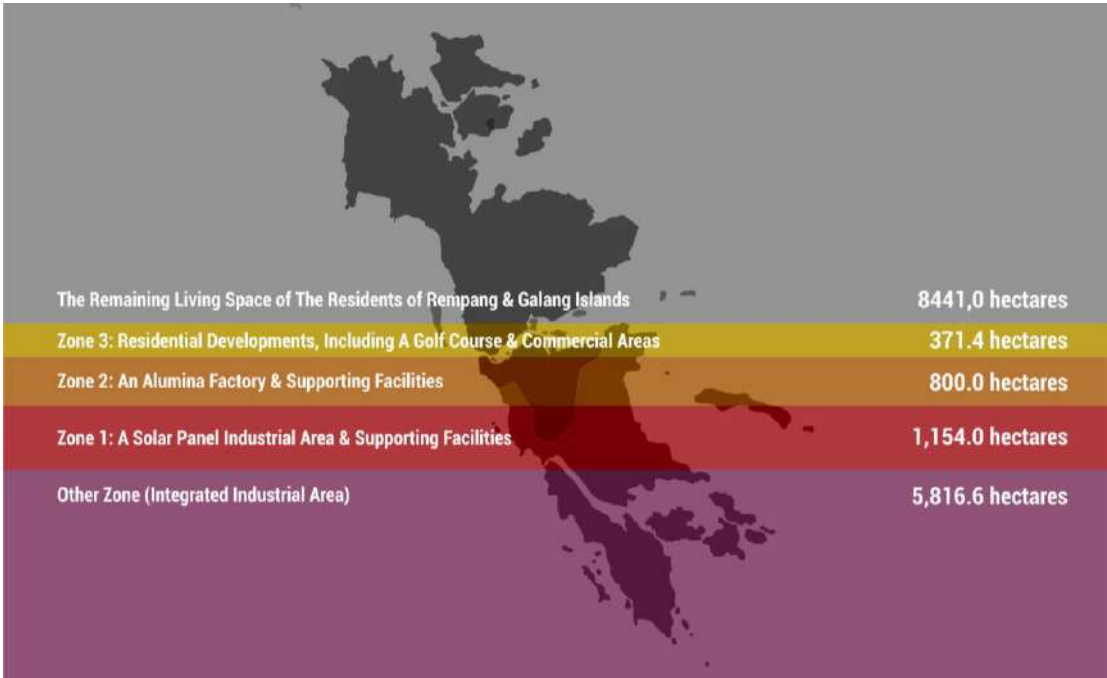 The Remaining Living Space of The Residents of Rempang & Galang Islands 8441,0 hectares
Zone 3: Residential Developments, Including A Golf Course & Commercial Areas 371.4 hectares
Zone 2: An Alumina Factory & Supporting Facilities 800.0 hectares
Zone 1: A Solar Panel Industrial Area & Supporting Facilities 1,154.0 hectares
Other Zone (Integrated Industrial Area) 5,816.6 hectares